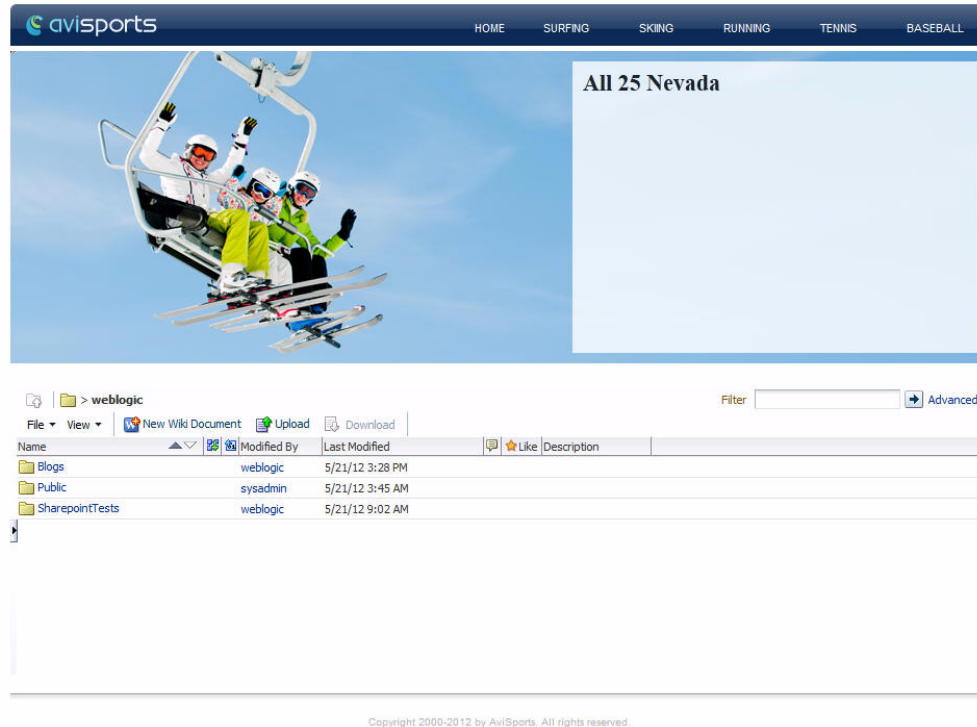 avisports
HOME SURFING SKIING RUNNING TENNIS BASEBALL
All 25 Nevada
> weblogic
Filter
Advanced
File View New Wiki Document Upload Download
Name Modified By Last Modified Like Description
Blogs weblogic 5/21/12 3:28 PM
Public sysadmin 5/21/12 3:45 AM
SharepointTests weblogic 5/21/12 9:02 AM
Copyright 2000-2012 by AviSports. All rights reserved.